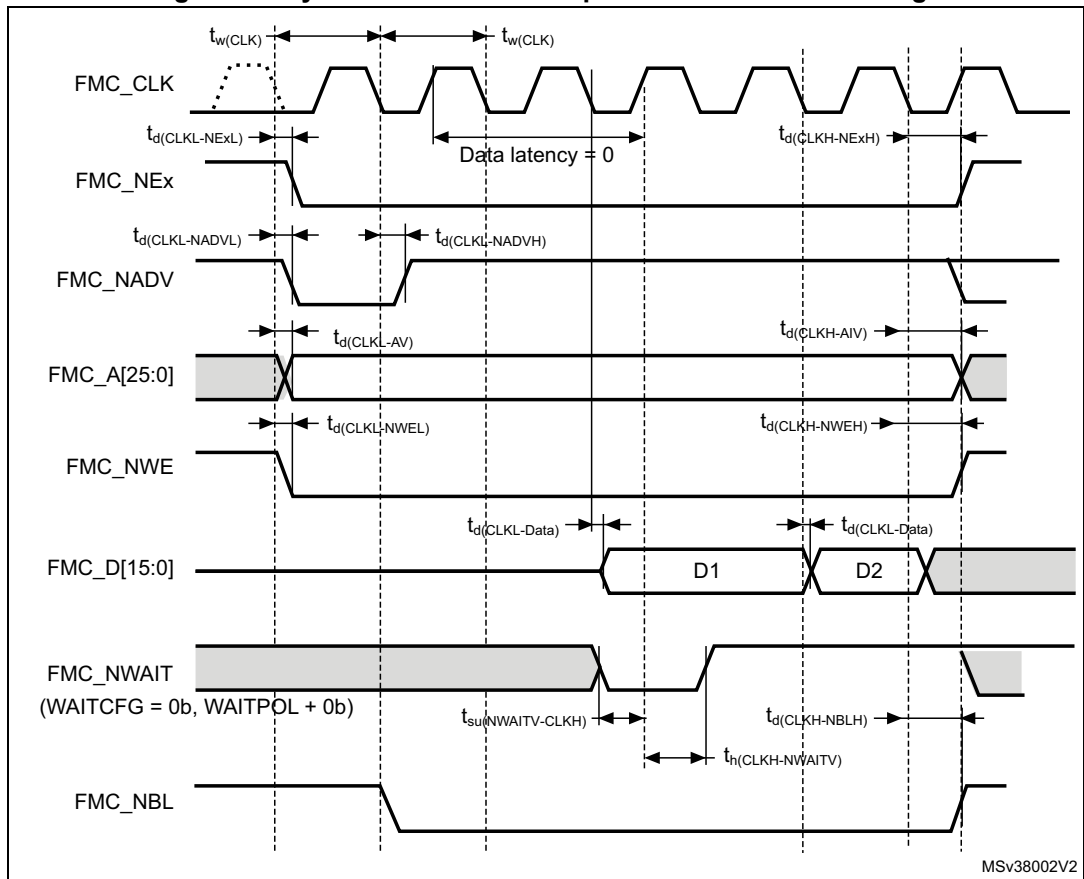 tw(CLK)
tw(CLK)
FMC_CLK
td(CLKL-NExL)
Data latency = 0
td(CLKH-NExH)
FMC_NEx
td(CLKL-NADVL)
td(CLKL-NADVH)
FMC_NADV
td(CLKL-AV)
td(CLKH-AIV)
FMC_A[25:0]
td(CLKL-NWEL)
td(CLKH-NWEH)
FMC_NWE
td(CLKL-Data)
td(CLKL-Data)
FMC_D[15:0]
D1
D2
FMC_NWAIT
(WAITCFG = 0b, WAITPOL + 0b)
tsu(NWAITV-CLKH)
td(CLKH-NBLH)
th(CLKH-NWAITV)
FMC_NBL
MSv38002V2